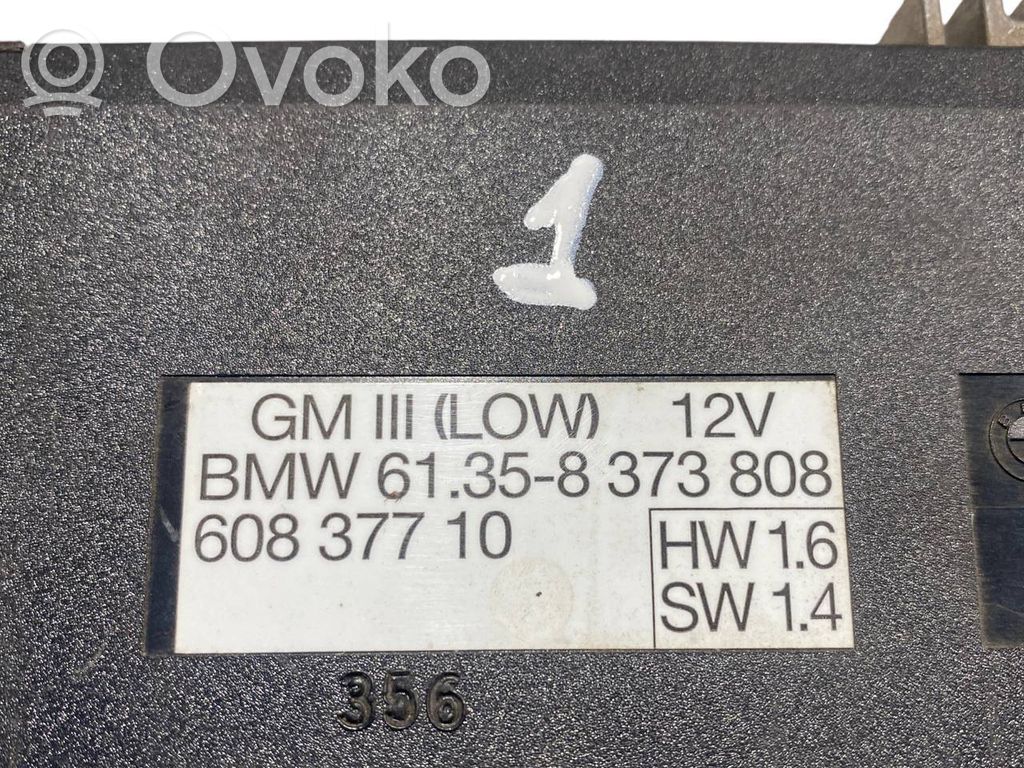 Ovoko
1
GM III (LOW) 12V
BMW 61.35-8 373 808
608 377 10
HW 1.6
SW 1.4
356